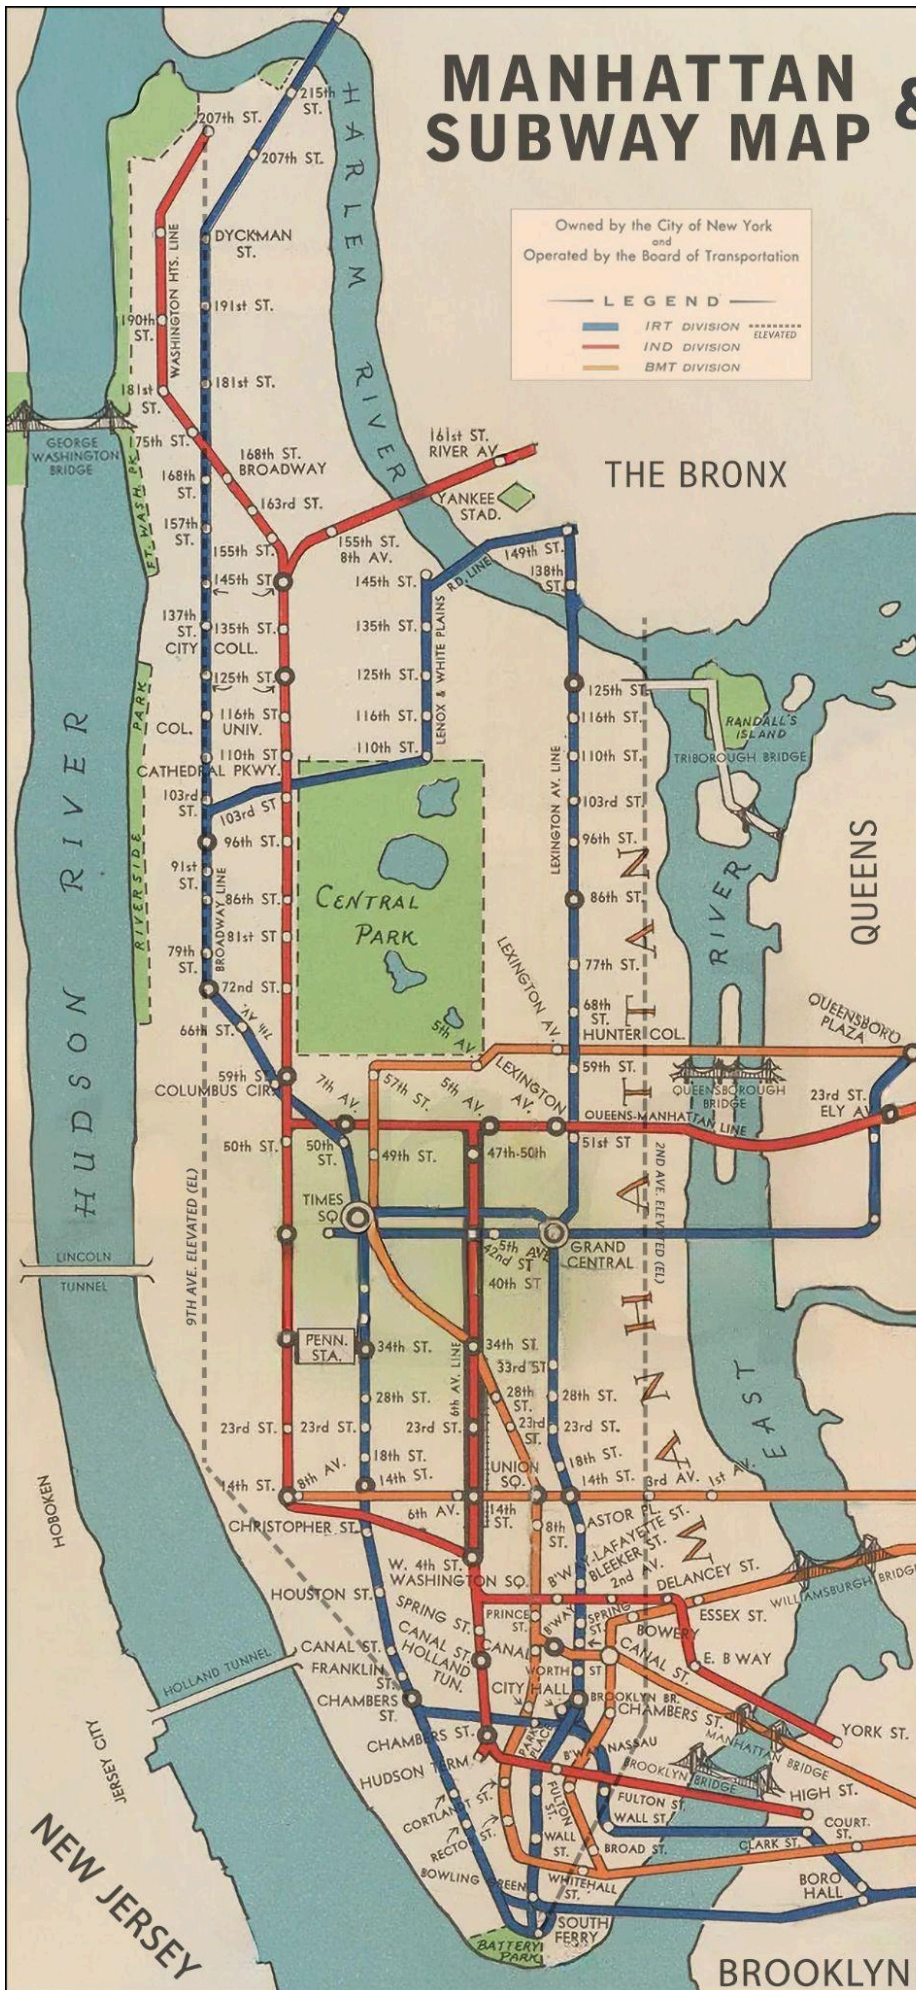 MANHATTAN &
SUBWAY MAP
Owned by the City of New York
and
Operated by the Board of Transportation
LEGEND
IRT DIVISION
ELEVATED
IND DIVISION
BMT DIVISION
HARLEM RIVER
215th
ST.
207th ST.
207th ST.
DYCKMAN
ST.
WASHINGTON HTS. LINE
191st ST.
190th
ST.
181st ST.
181st
ST.
GEORGE
WASHINGTON
BRIDGE
175th ST.
168th ST.
BROADWAY
168th
ST.
FT. WASH. PK.
163rd ST.
157th
ST.
155th ST.
161st ST.
RIVER AV.
YANKEE
STAD.
THE BRONX
155th ST.
8th AV.
149th ST.
RD. LINE
138th
ST.
145th ST
145th ST.
137th
ST.
135th ST.
135th ST.
CITY COLL.
LENOX & WHITE PLAINS
125th ST.
125th ST.
125th ST.
116th ST
116th ST.
116th ST.
COL. UNIV.
110th ST
110th ST.
110th ST.
CATHEDRAL PKWY.
RANDALL'S
ISLAND
TRIBOROUGH BRIDGE
LEXINGTON AV. LINE
103rd
ST.
103rd ST
103rd ST.
96th ST.
96th ST.
91st
ST.
BROADWAY LINE
86th ST.
86th ST.
81st ST
79th
ST.
77th ST.
72nd ST.
RIVERSIDE PARK
HUDSON RIVER
CENTRAL
PARK
QUEENS
EAST RIVER
MANHATTAN
68th
ST.
HUNTER COL.
LEXINGTON AV.
66th ST.
7th AV.
5th AV.
QUEENSBORO
PLAZA
59th ST
COLUMBUS CIR.
7th
AV.
57th
ST.
5th
AV.
LEXINGTON
AV.
59th ST.
QUEENSBOROUGH
BRIDGE
23rd ST.
ELY AV
QUEENS-MANHATTAN LINE
50th ST.
50th
ST.
49th ST.
47th-50th
51st ST
9TH AVE. ELEVATED (EL)
2ND AVE. ELEVATED (EL)
TIMES
SQ.
5th AVE
42nd ST
GRAND
CENTRAL
40th ST
LINCOLN
TUNNEL
PENN.
STA.
34th ST.
34th ST.
33rd ST
6th AV. LINE
28th ST.
28th
ST.
28th ST.
23rd ST.
23rd ST.
23rd ST.
23rd
ST.
23rd ST.
18th ST.
18th ST.
UNION
SQ.
14th ST.
8th AV.
14th ST.
6th AV.
14th
ST.
14th ST.
3rd AV.
1st AV.
HOBOKEN
CHRISTOPHER ST.
8th
ST.
ASTOR PL.
B'WAY-LAFAYETTE ST.
BLEEKER ST.
2nd AV.
W. 4th ST.
WASHINGTON SQ.
DELANCEY ST.
WILLIAMSBURGH BRIDGE
HOUSTON ST.
SPRING ST.
PRINCE
ST.
B'WAY
SPRING
ST.
BOWERY
ESSEX ST.
CANAL ST.
CANAL ST.
HOLLAND
TUN.
CANAL
CANAL ST.
E. B WAY
HOLLAND TUNNEL
FRANKLIN
ST.
WORTH
ST
CITY HALL
CHAMBERS
ST.
BROOKLYN BR.
CHAMBERS ST.
YORK ST.
MANHATTAN BRIDGE
CHAMBERS ST.
PARK
PLACE
B'WAY NASSAU
BROOKLYN BRIDGE
HIGH ST.
HUDSON TERM
JERSEY CITY
CORTLANDT ST.
FULTON
ST.
FULTON ST.
WALL ST.
COURT
ST.
RECTOR ST.
WALL
ST.
BROAD ST.
CLARK ST.
BOWLING GREEN
WHITEHALL
ST.
BORO
HALL
SOUTH
FERRY
BATTERY
PARK
NEW JERSEY
BROOKLYN